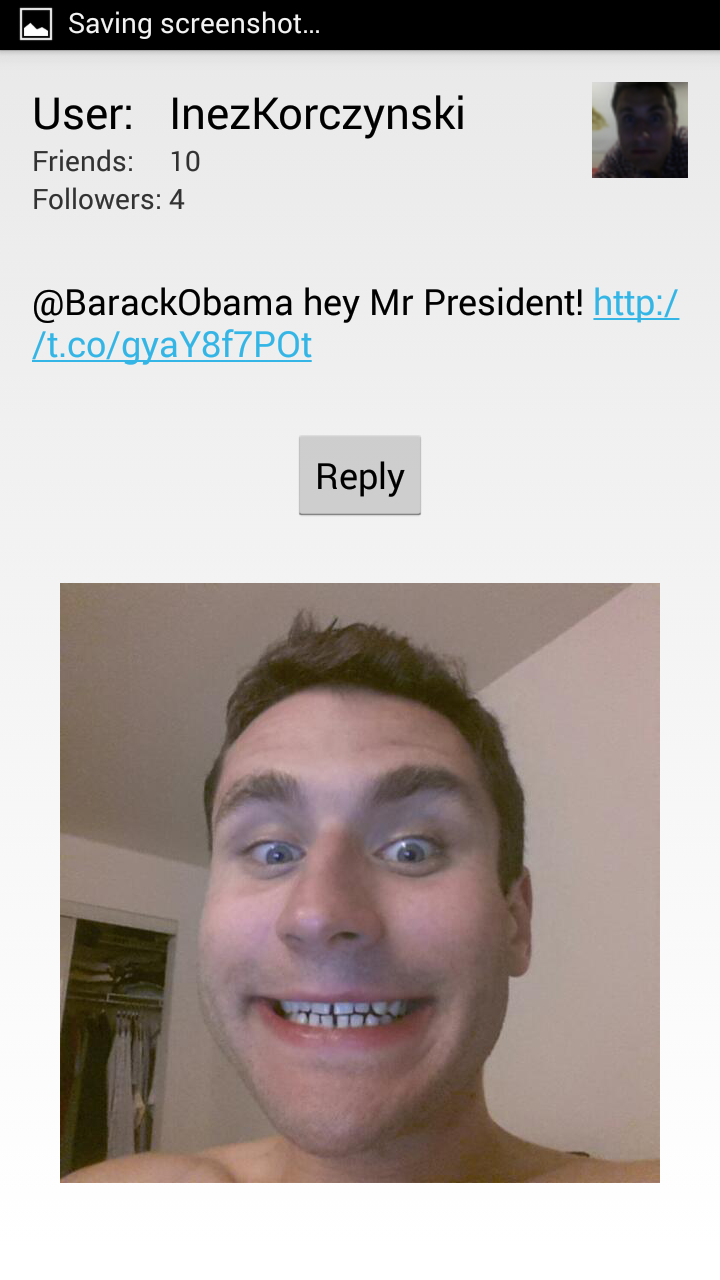 Saving screenshot...
User: InezKorczynski
Friends: 10
Followers: 4
@BarackObama hey Mr President! http:/
/t.co/gyaY8f7POt
Reply